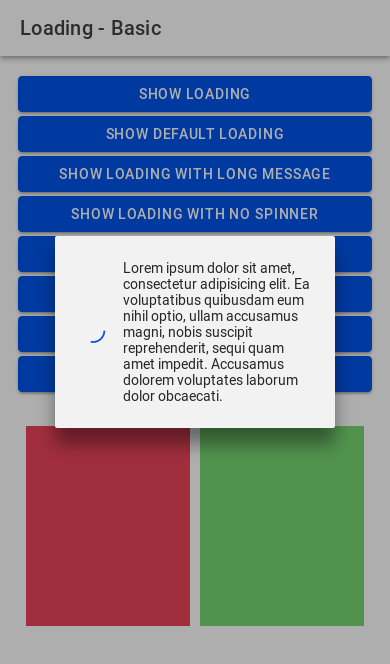 Loading - Basic
SHOW LOADING
SHOW DEFAULT LOADING
SHOW LOADING WITH LONG MESSAGE
SHOW LOADING WITH NO SPINNER
Lorem ipsum dolor sit amet,
consectetur adipisicing elit. Ea
voluptatibus quibusdam eum
nihil optio, ullam accusamus
magni, nobis suscipit
reprehenderit, sequi quam
amet impedit. Accusamus
dolorem voluptates laborum
dolor obcaecati.